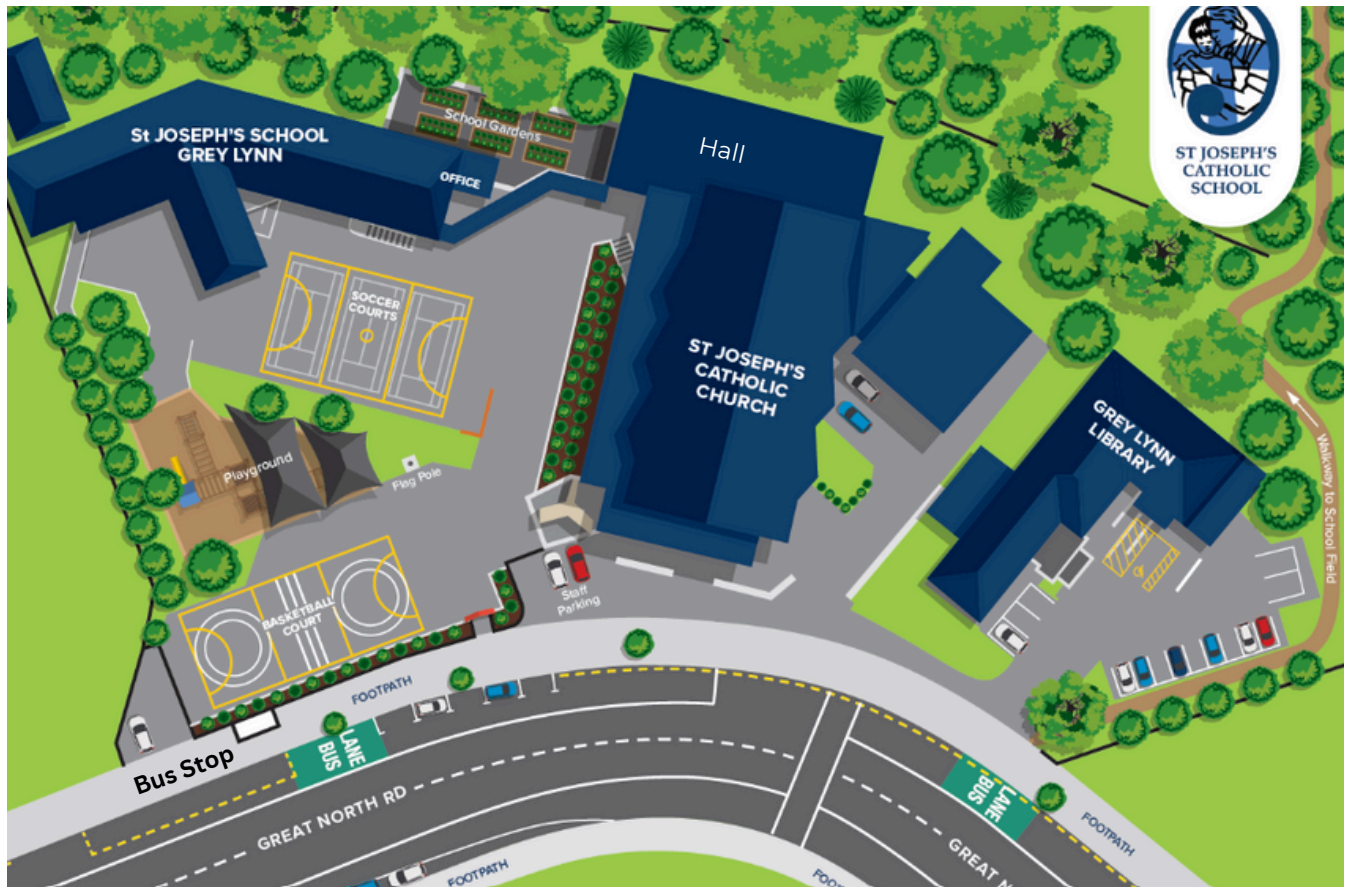 St JOSEPH'S SCHOOL
GREY LYNN
OFFICE
School Gardens
Hall
ST JOSEPH'S
CATHOLIC
SCHOOL
SOCCER
COURTS
ST JOSEPH'S
CATHOLIC
CHURCH
GREY LYNN
LIBRARY
Walkway to School Field
Playground
Flag Pole
BASKETBALL
COURT
Staff
Parking
FOOTPATH
Bus Stop
LANE
BUS
GREAT NORTH RD
LANE
BUS
FOOTPATH
GREAT N
FOOTPATH
FOO